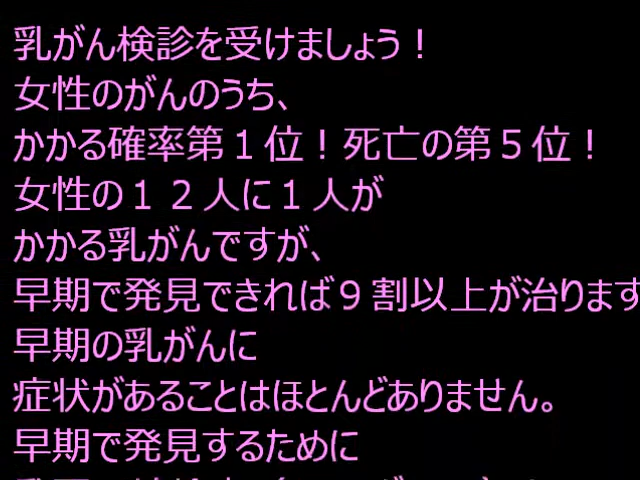 乳がん検診を受けましょう！
女性のがんのうち、
かかる確率第１位！死亡の第５位！
女性の１２人に１人が
かかる乳がんですが、
早期で発見できれば９割以上が治ります
早期の乳がんに
症状があることはほとんどありません。
早期で発見するために